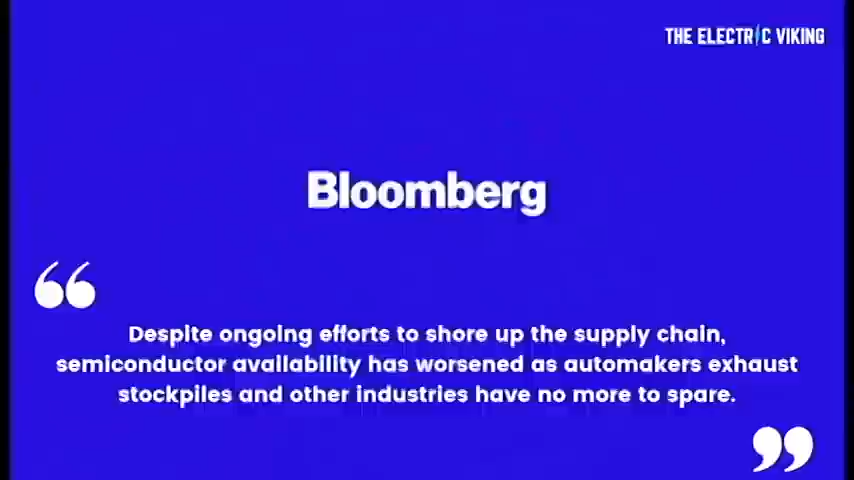 THE ELECTRIC VIKING
Bloomberg
“
Despite ongoing efforts to shore up the supply chain,
semiconductor availability has worsened as automakers exhaust
stockpiles and other industries have no more to spare.
”